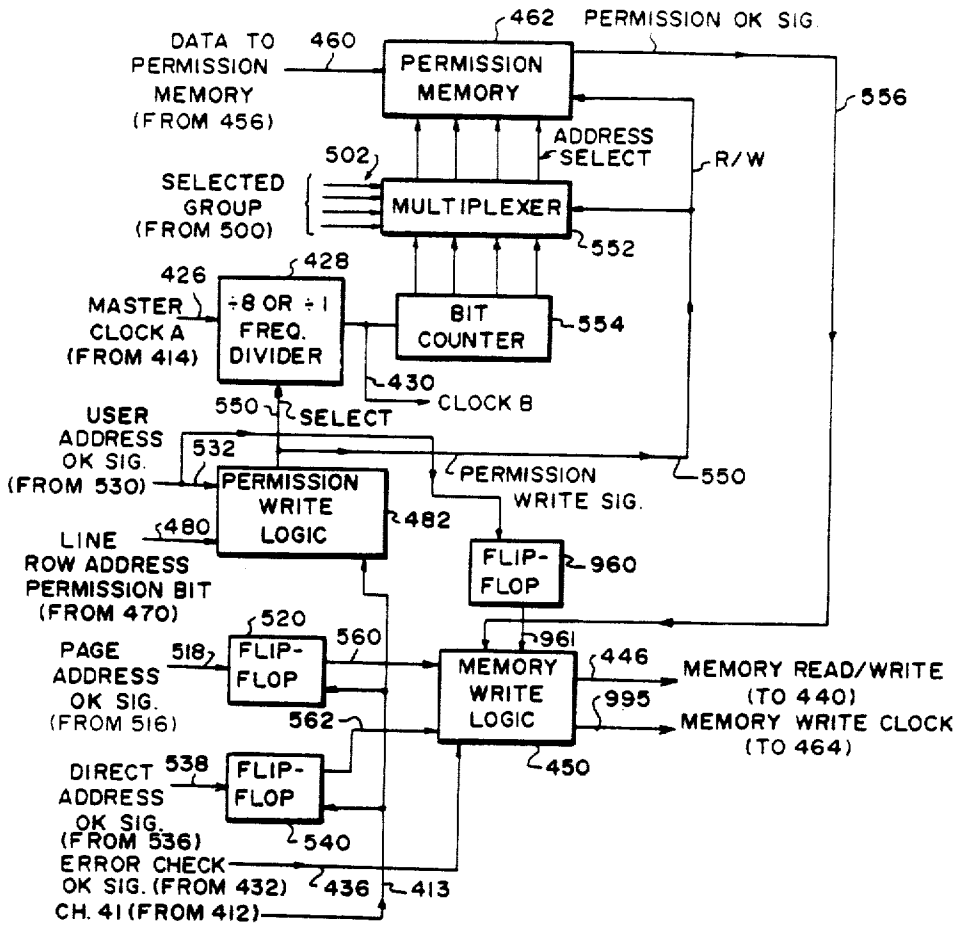 PERMISSION OK SIG.
462
DATA TO
PERMISSION
MEMORY
(FROM 456)
460
PERMISSION
MEMORY
556
ADDRESS
SELECT
R/W
502
SELECTED
GROUP
(FROM 500)
MULTIPLEXER
552
428
426
MASTER
CLOCK A
(FROM 414)
÷8 OR ÷1
FREQ.
DIVIDER
BIT
COUNTER
554
430
CLOCK B
550
SELECT
USER
ADDRESS
OK SIG.
(FROM 530)
532
PERMISSION
WRITE
LOGIC
482
PERMISSION
WRITE SIG.
550
480
LINE
ROW ADDRESS
PERMISSION BIT
(FROM 470)
FLIP-
FLOP
960
961
520
560
PAGE
ADDRESS
OK SIG.
(FROM 516)
518
FLIP-
FLOP
MEMORY
WRITE
LOGIC
450
446
MEMORY READ/WRITE
(TO 440)
995
MEMORY WRITE CLOCK
(TO 464)
562
DIRECT
ADDRESS
OK SIG.
(FROM 536)
538
FLIP-
FLOP
540
ERROR CHECK
OK SIG. (FROM 432)
436
413
CH. 41 (FROM 412)